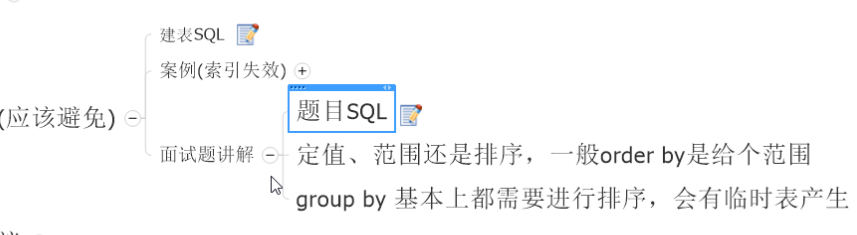 建表SQL
案例(索引失效)
(应该避免)
题目SQL
面试题讲解
定值、范围还是排序，一般order by是给个范围
group by 基本上都需要进行排序，会有临时表产生